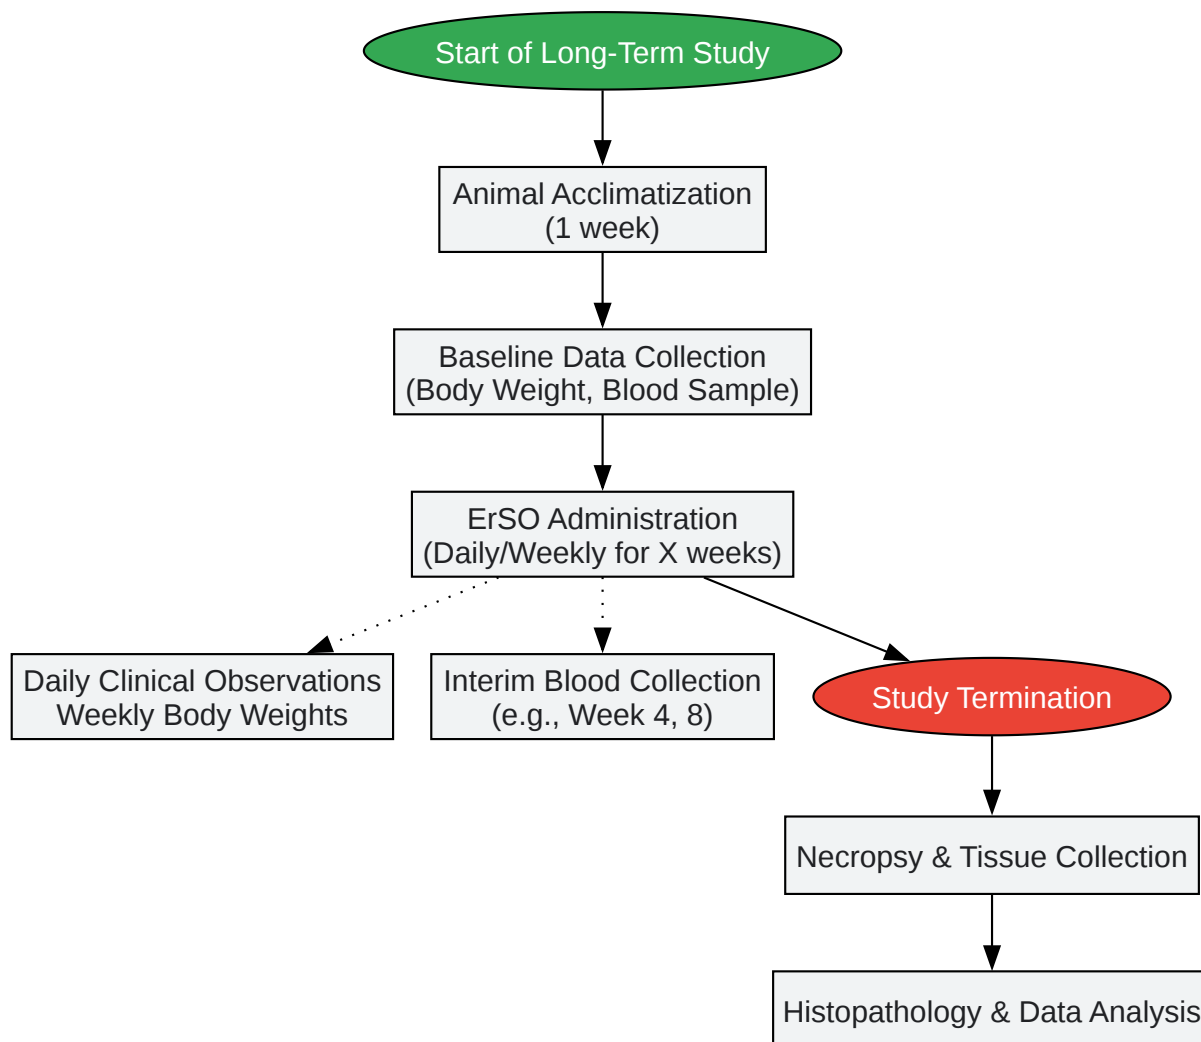 Start of Long-Term Study
Animal Acclimatization
(1 week)
Baseline Data Collection
(Body Weight, Blood Sample)
ErSO Administration
(Daily/Weekly for X weeks)
Daily Clinical Observations
Weekly Body Weights
Interim Blood Collection
(e.g., Week 4, 8)
Study Termination
Necropsy & Tissue Collection
Histopathology & Data Analysis